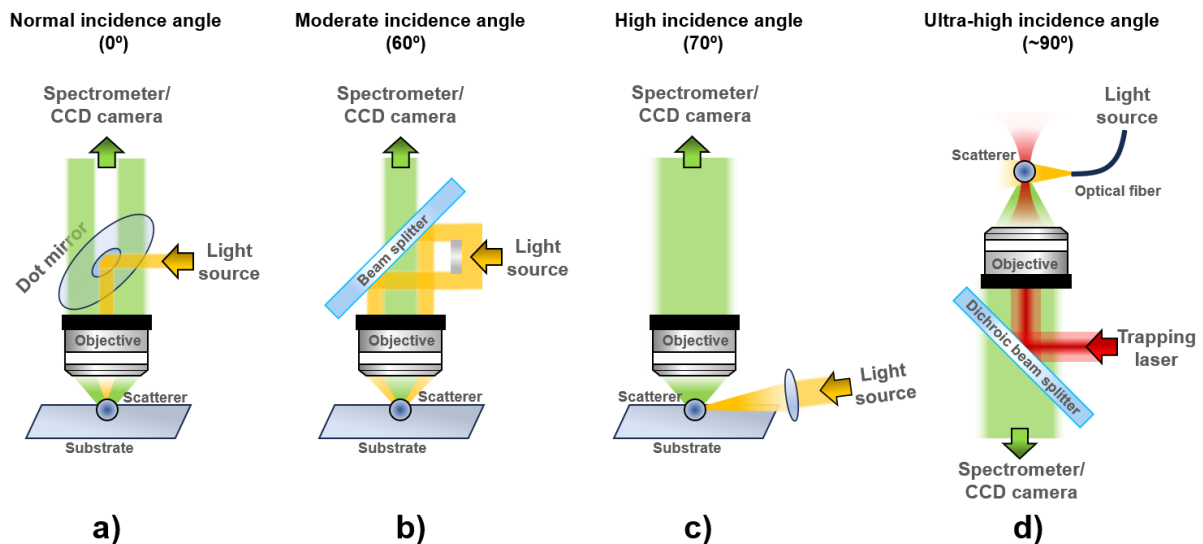 Normal incidence angle
(0º)
Moderate incidence angle
(60º)
High incidence angle
(70º)
Ultra-high incidence angle
(~90º)
Spectrometer/
CCD camera
Dot mirror
Light
source
Objective
Scatterer
Substrate
a)
Spectrometer/
CCD camera
Beam splitter
Light
source
Objective
Scatterer
Substrate
b)
Spectrometer/
CCD camera
Objective
Scatterer
Light
source
Substrate
c)
Light
source
Scatterer
Optical fiber
Objective
Dichroic beam splitter
Trapping
laser
Spectrometer/
CCD camera
d)